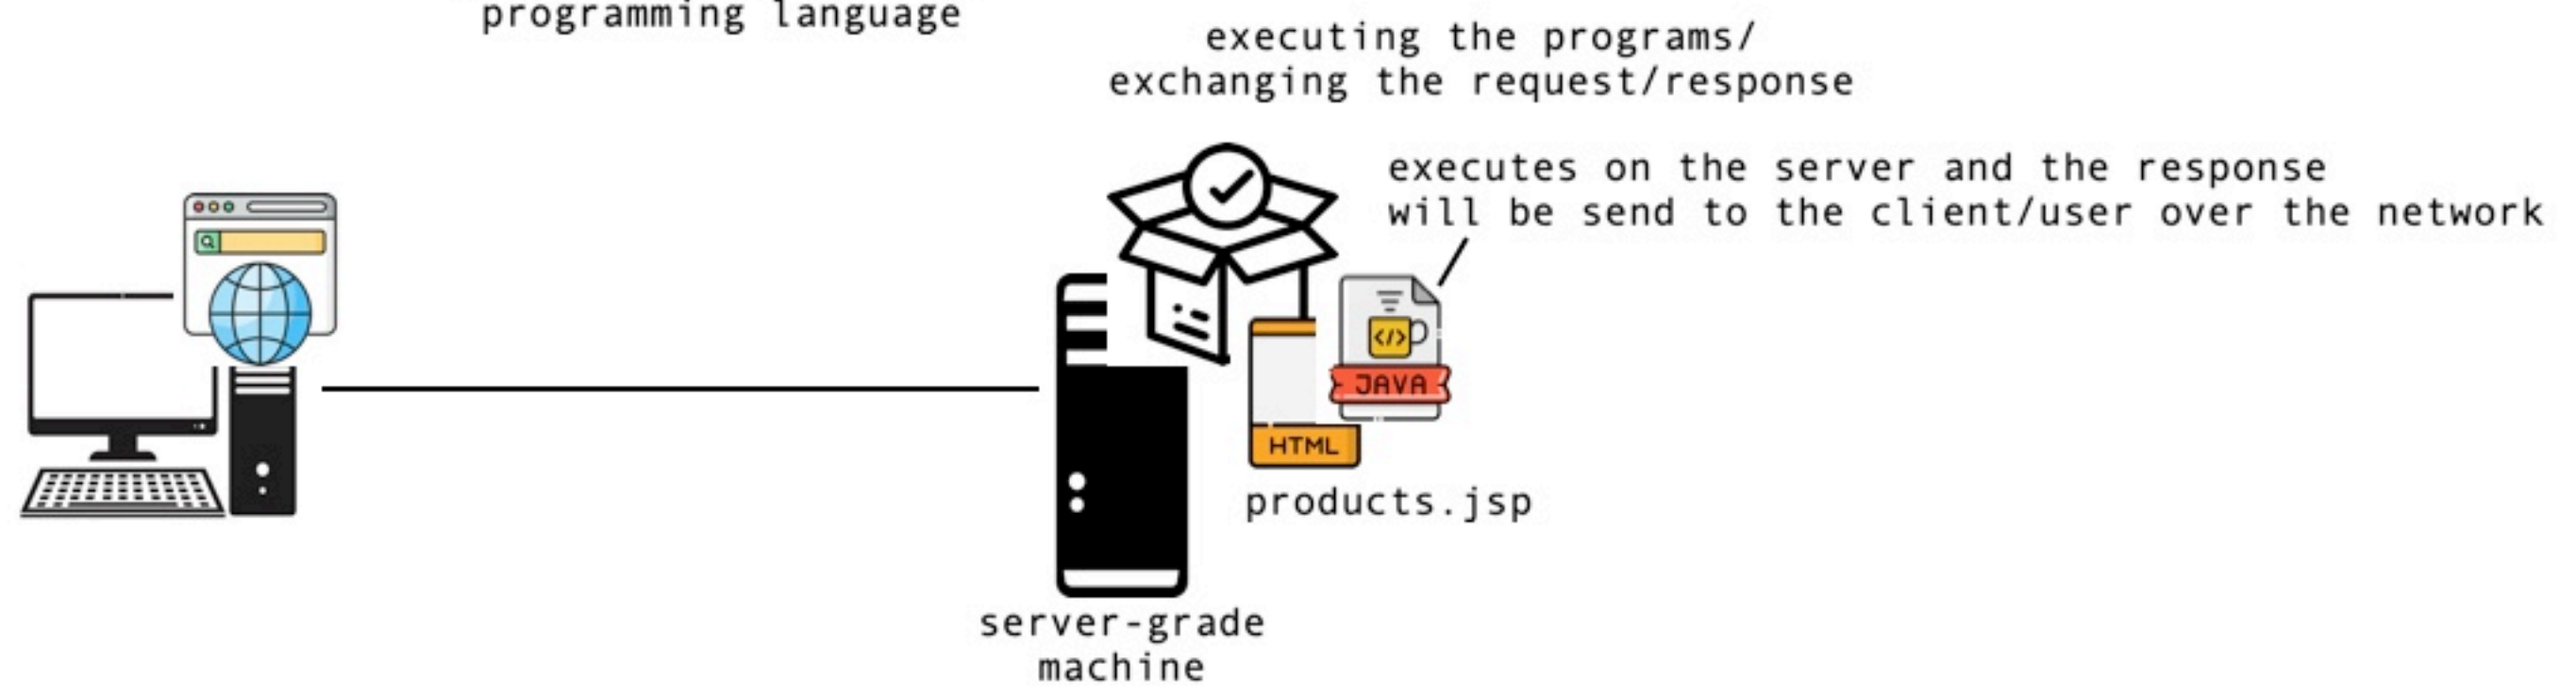 programming language
executing the programs/
exchanging the request/response
executes on the server and the response
will be send to the client/user over the network
</>
JAVA
HTML
products.jsp
server-grade
machine